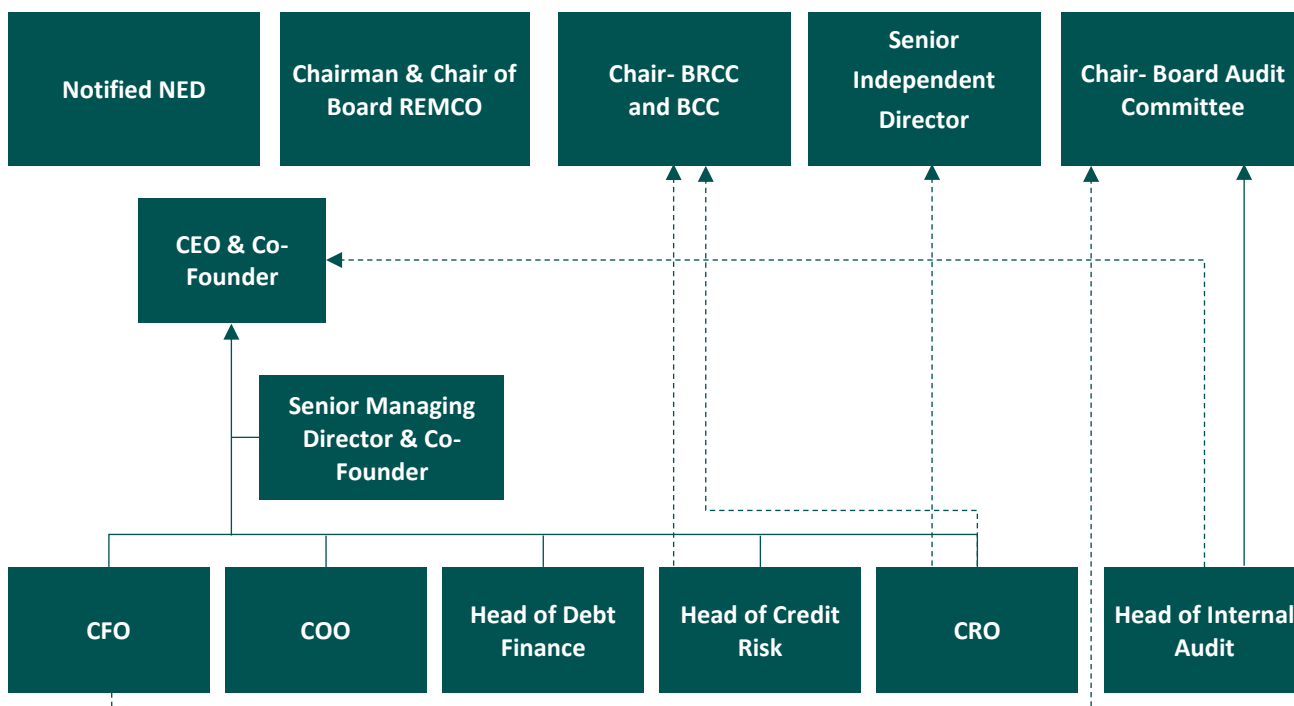 Notified NED
Chairman & Chair of
Board REMCO
Chair- BRCC
and BCC
Senior
Independent
Director
Chair- Board Audit
Committee
CEO & Co-
Founder
Senior Managing
Director & Co-
Founder
CFO
COO
Head of Debt
Finance
Head of Credit
Risk
CRO
Head of Internal
Audit